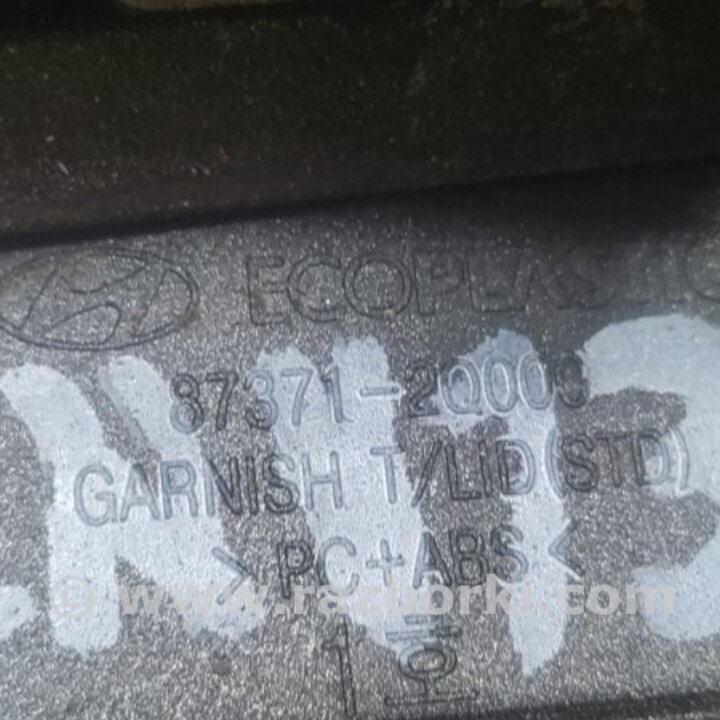 ECOPLASTIC
87371-2Q000
GARNISH T/LID(STD)
>PC+ABS<
© www.razborki.com
1호